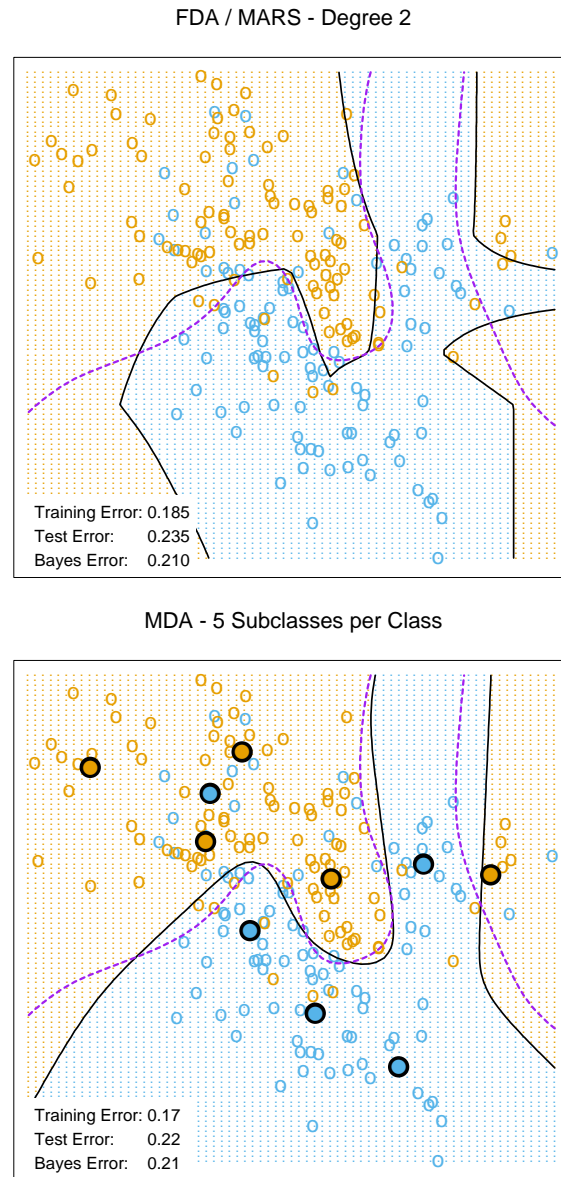 FDA / MARS - Degree 2
Training Error: 0.185
Test Error: 0.235
Bayes Error: 0.210
MDA - 5 Subclasses per Class
Training Error: 0.17
Test Error: 0.22
Bayes Error: 0.21